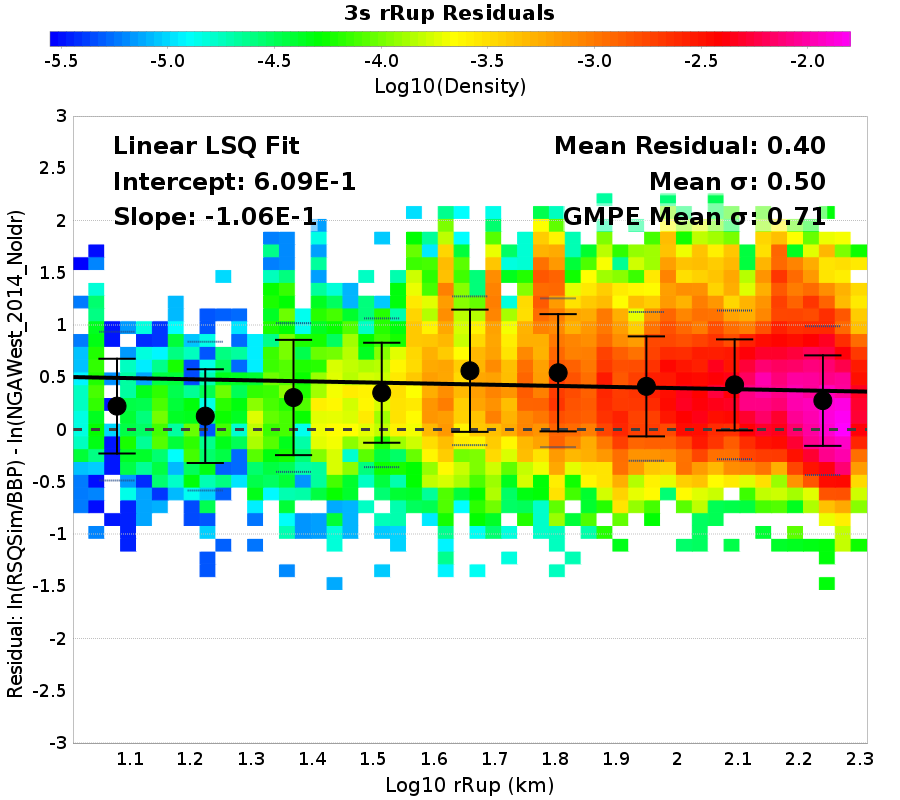 3s rRup Residuals
-5.5 -5.0 -4.5 -4.0 -3.5 -3.0 -2.5 -2.0
Log10(Density)
Linear LSQ Fit
Intercept: 6.09E-1
Slope: -1.06E-1
Mean Residual: 0.40
Mean σ: 0.50
GMPE Mean σ: 0.71
Residual: ln(RSQSim/BBP) - ln(NGAWest_2014_NoIdr)
3
2.5
2
1.5
1
0.5
0
-0.5
-1
-1.5
-2
-2.5
-3
1.1 1.2 1.3 1.4 1.5 1.6 1.7 1.8 1.9 2 2.1 2.2 2.3
Log10 rRup (km)